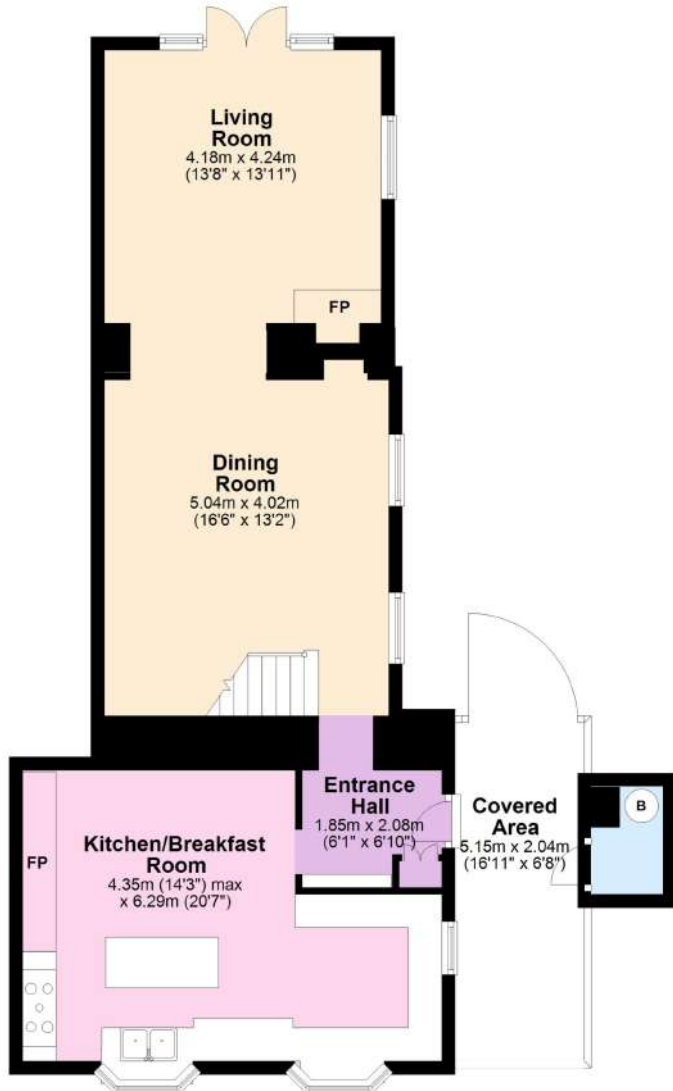 Living
Room
4.18m x 4.24m
(13'8" x 13'11")
FP
Dining
Room
5.04m x 4.02m
(16'6" x 13'2")
Entrance
Hall
1.85m x 2.08m
(6'1" x 6'10")
Covered
Area
5.15m x 2.04m
(16'11" x 6'8")
B
Kitchen/Breakfast
Room
4.35m (14'3") max
x 6.29m (20'7")
FP